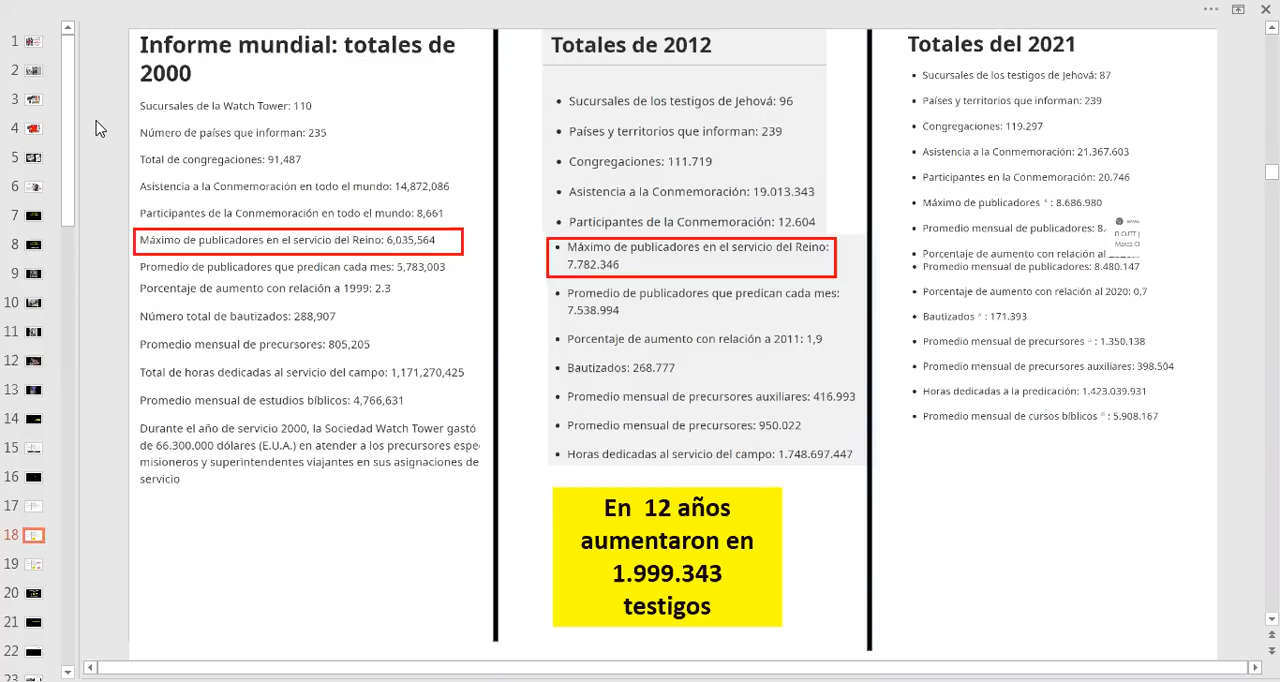 1
2
3
4
5
6
7
8
9
10
11
12
13
14
15
16
17
18
19
20
21
22
23
Informe mundial: totales de
2000
Sucursales de la Watch Tower: 110
Número de países que informan: 235
Total de congregaciones: 91,487
Asistencia a la Conmemoración en todo el mundo: 14,872,086
Participantes de la Conmemoración en todo el mundo: 8,661
Máximo de publicadores en el servicio del Reino: 6,035,564
Promedio de publicadores que predican cada mes: 5,783,003
Porcentaje de aumento con relación a 1999: 2.3
Número total de bautizados: 288,907
Promedio mensual de precursores: 805,205
Total de horas dedicadas al servicio del campo: 1,171,270,425
Promedio mensual de estudios bíblicos: 4,766,631
Durante el año de servicio 2000, la Sociedad Watch Tower gastó
de 66.300.000 dólares (E.U.A.) en atender a los precursores espe
misioneros y superintendentes viajantes en sus asignaciones de
servicio
Totales de 2012
• Sucursales de los testigos de Jehová: 96
• Países y territorios que informan: 239
• Congregaciones: 111.719
• Asistencia a la Conmemoración: 19.013.343
• Participantes de la Conmemoración: 12.604
• Máximo de publicadores en el servicio del Reino:
7.782.346
• Promedio de publicadores que predican cada mes:
7.538.994
• Porcentaje de aumento con relación a 2011: 1,9
• Bautizados: 268.777
• Promedio mensual de precursores auxiliares: 416.993
• Promedio mensual de precursores: 950.022
• Horas dedicadas al servicio del campo: 1.748.697.447
En 12 años
aumentaron en
1.999.343
testigos
Totales del 2021
• Sucursales de los testigos de Jehová: 87
• Países y territorios que informan: 239
• Congregaciones: 119.297
• Asistencia a la Conmemoración: 21.367.603
• Participantes en la Conmemoración: 20.746
• Máximo de publicadores : 8.686.980
• Promedio mensual de publicadores: 8.
• Porcentaje de aumento con relación al
• Promedio mensual de publicadores: 8.480.147
• Porcentaje de aumento con relación al 2020: 0,7
• Bautizados : 171.393
• Promedio mensual de precursores : 1.350.138
• Promedio mensual de precursores auxiliares: 398.504
• Horas dedicadas a la predicación: 1.423.039.931
• Promedio mensual de cursos bíblicos : 5.908.167